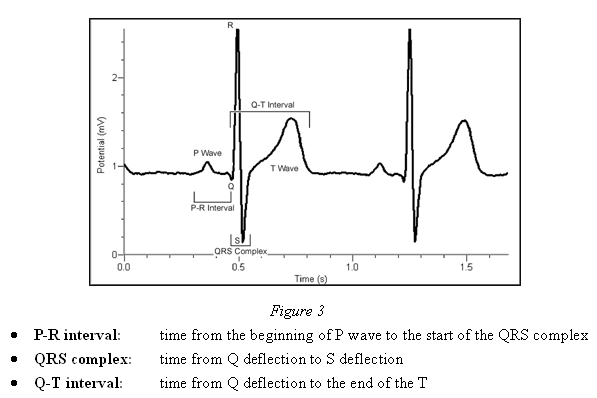 R
2
Q-T Interval
Potential (mV)
P Wave
1
T Wave
Q
P-R Interval
S
0
QRS Complex
0.0
0.5
1.0
1.5
Time (s)
Figure 3
• P-R interval: time from the beginning of P wave to the start of the QRS complex
• QRS complex: time from Q deflection to S deflection
• Q-T interval: time from Q deflection to the end of the T